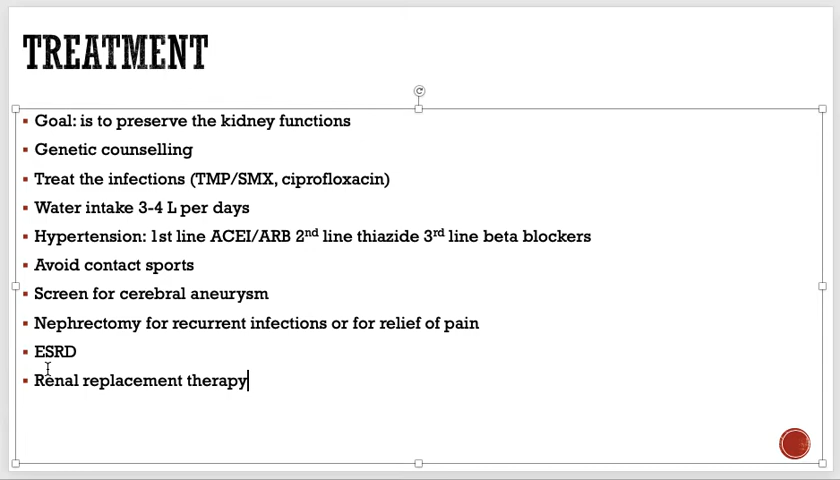 TREATMENT
▪ Goal: is to preserve the kidney functions
▪ Genetic counselling
▪ Treat the infections (TMP/SMX, ciprofloxacin)
▪ Water intake 3-4 L per days
▪ Hypertension: 1st line ACEI/ARB 2nd line thiazide 3rd line beta blockers
▪ Avoid contact sports
▪ Screen for cerebral aneurysm
▪ Nephrectomy for recurrent infections or for relief of pain
▪ ESRD
▪ Renal replacement therapy